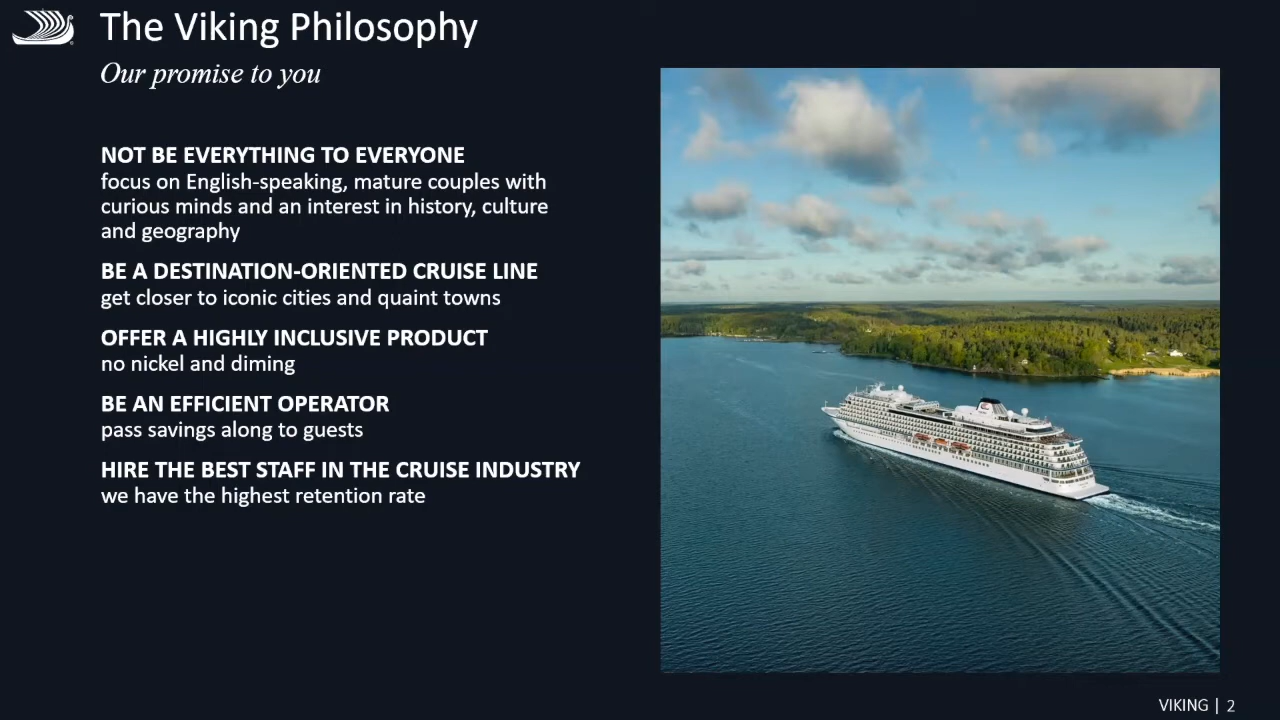 The Viking Philosophy
Our promise to you
NOT BE EVERYTHING TO EVERYONE
focus on English-speaking, mature couples with
curious minds and an interest in history, culture
and geography
BE A DESTINATION-ORIENTED CRUISE LINE
get closer to iconic cities and quaint towns
OFFER A HIGHLY INCLUSIVE PRODUCT
no nickel and diming
BE AN EFFICIENT OPERATOR
pass savings along to guests
HIRE THE BEST STAFF IN THE CRUISE INDUSTRY
we have the highest retention rate
VIKING | 2